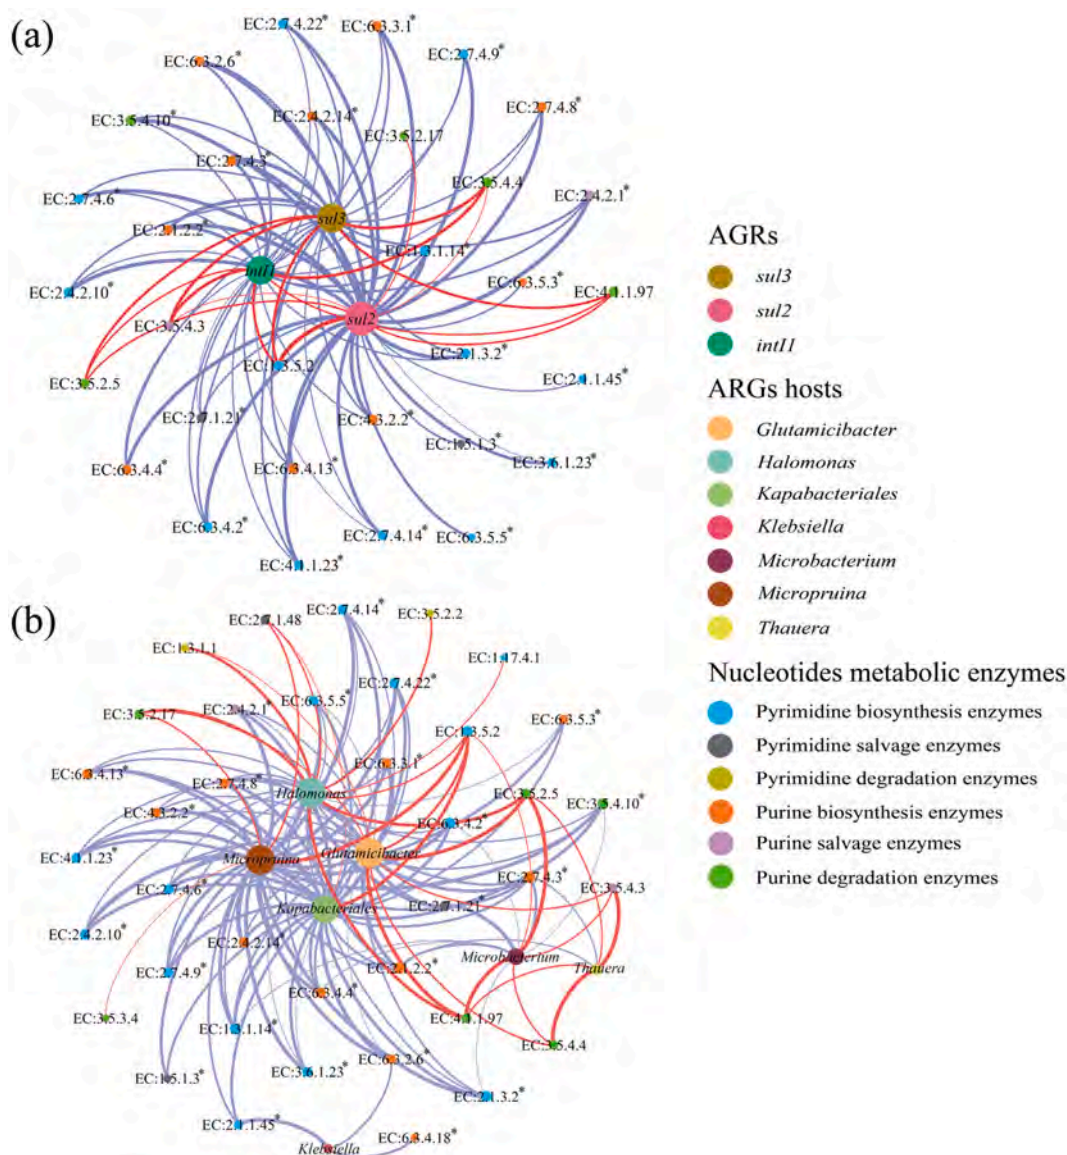 (a)
EC:2.7.4.22*
EC:6.3.3.1*
EC:2.7.4.9*
EC:6.3.2.6*
EC:2.7.4.8*
EC:3.5.4.10*
EC:2.4.2.14*
EC:3.5.2.17
EC:2.7.4.3*
EC:3.5.4.4
EC:2.7.4.6*
EC:2.4.2.1*
sul3
EC:2.1.2.2*
EC:1.3.1.14*
intI1
EC:6.3.5.3*
EC:4.1.1.97
EC:2.4.2.10*
sul2
EC:3.5.4.3
EC:2.1.3.2*
EC:1.3.5.2
EC:2.1.1.45*
EC:3.5.2.5
EC:2.7.1.21*
EC:4.3.2.2*
EC:1.5.1.3*
EC:6.3.4.4*
EC:6.3.4.13*
EC:3.6.1.23*
EC:6.3.4.2*
EC:2.7.4.14*
EC:6.3.5.5*
EC:4.1.1.23*
AGRs
sul3
sul2
intI1
ARGs hosts
Glutamicibacter
Halomonas
Kapabacteriales
Klebsiella
Microbacterium
Micropruina
Thauera
Nucleotides metabolic enzymes
Pyrimidine biosynthesis enzymes
Pyrimidine salvage enzymes
Pyrimidine degradation enzymes
Purine biosynthesis enzymes
Purine salvage enzymes
Purine degradation enzymes
(b)
EC:2.7.1.48
EC:2.7.4.14*
EC:3.5.2.2
EC:1.3.1.1
EC:1.17.4.1
EC:2.7.4.22*
EC:3.5.2.17
EC:2.4.2.1*
EC:6.3.5.5*
EC:6.3.5.3*
EC:1.3.5.2
EC:6.3.4.13*
EC:2.7.4.8*
EC:6.3.3.1*
Halomonas
EC:3.5.2.5
EC:3.5.4.10*
EC:4.3.2.2*
EC:6.3.4.2*
EC:4.1.1.23*
Micropruina
Glutamicibacter
EC:2.7.4.3*
EC:2.7.4.6*
EC:3.5.4.3
Kapabacteriales
EC:2.7.1.21*
EC:2.4.2.10*
EC:2.4.2.14*
Microbacterium
EC:2.7.4.9*
EC:2.1.2.2*
Thauera
EC:6.3.4.4*
EC:3.5.3.4
EC:4.1.1.97
EC:1.3.1.14*
EC:3.5.4.4
EC:1.5.1.3*
EC:3.6.1.23*
EC:6.3.2.6*
EC:2.1.3.2*
EC:2.1.1.45*
EC:6.3.4.18*
Klebsiella